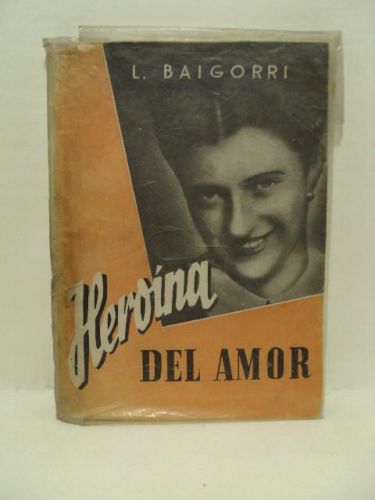 L. BAIGORRI
Heroína
DEL AMOR